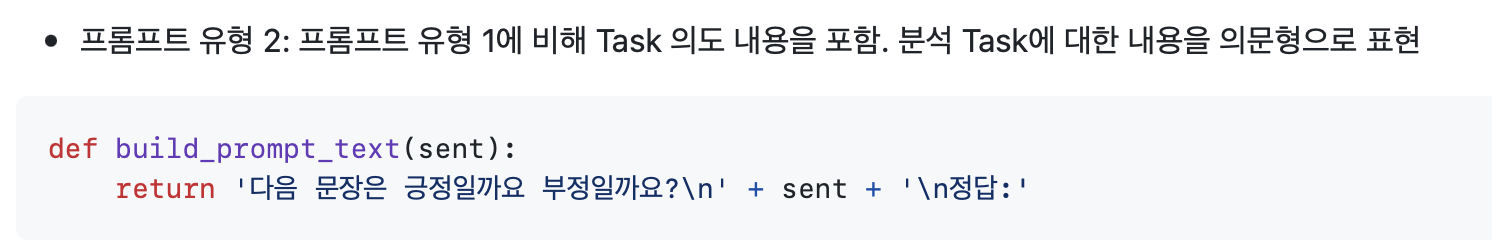 • 프롬프트 유형 2: 프롬프트 유형 1에 비해 Task 의도 내용을 포함. 분석 Task에 대한 내용을 의문형으로 표현
def build_prompt_text(sent):
    return '다음 문장은 긍정일까요 부정일까요?\n' + sent + '\n정답:'